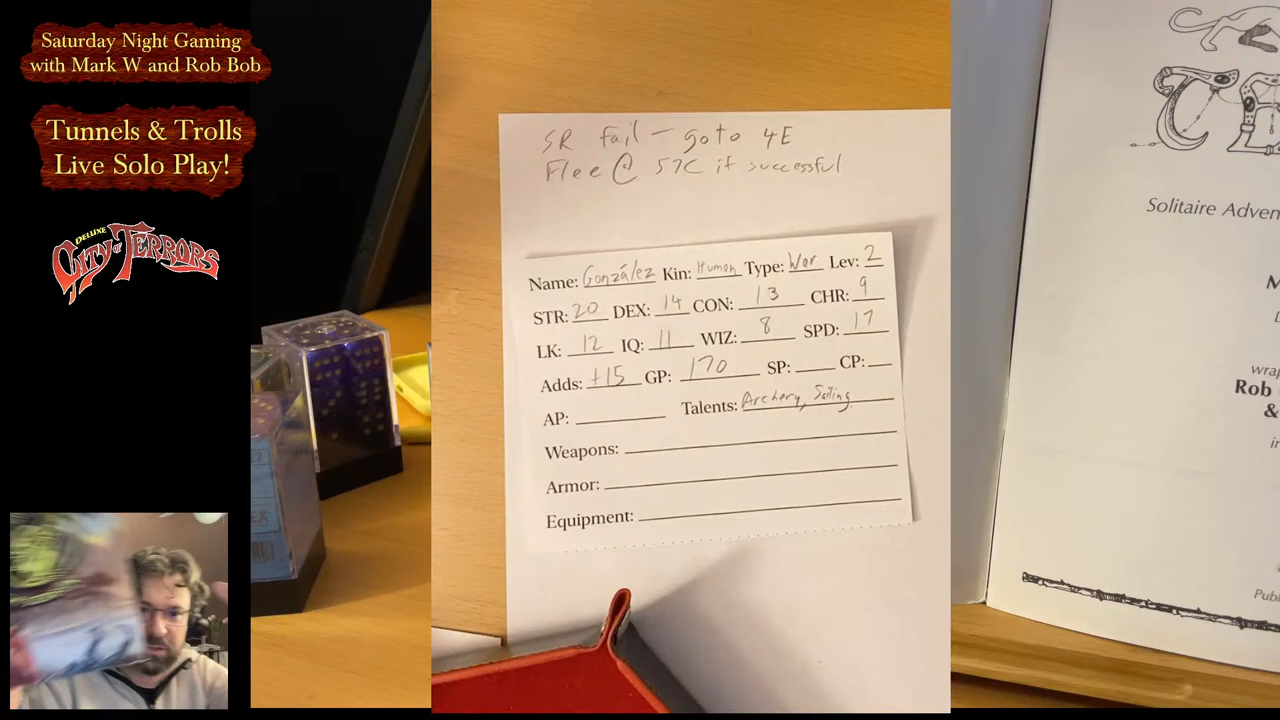 Saturday Night Gaming
with Mark W and Rob Bob
Tunnels & Trolls
Live Solo Play!
DELUXE
CITY OF TERRORS
SR fail – goto 4E
Flee @ 57C if successful
Name: González Kin: Human Type: War Lev: 2
STR: 20 DEX: 14 CON: 13 CHR: 9
LK: 12 IQ: 11 WIZ: 8 SPD: 17
Adds: +15 GP: 170 SP: CP:
AP: Talents: Archery, Sailing
Weapons:
Armor:
Equipment:
Solitaire Adven
M
wrap
Rob
&
in
Publ